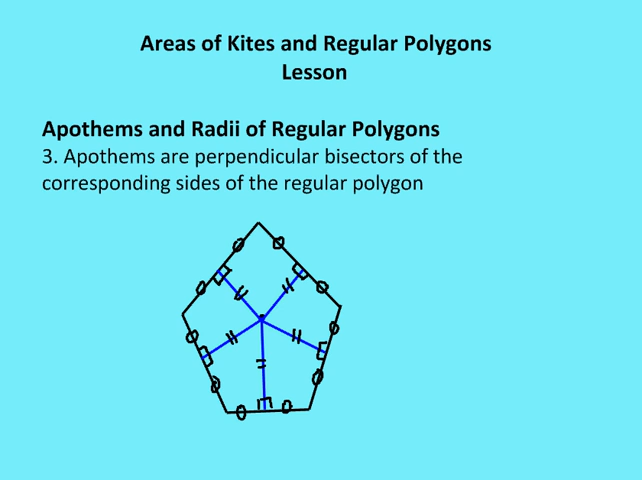 Areas of Kites and Regular Polygons
Lesson
Apothems and Radii of Regular Polygons
3. Apothems are perpendicular bisectors of the
corresponding sides of the regular polygon